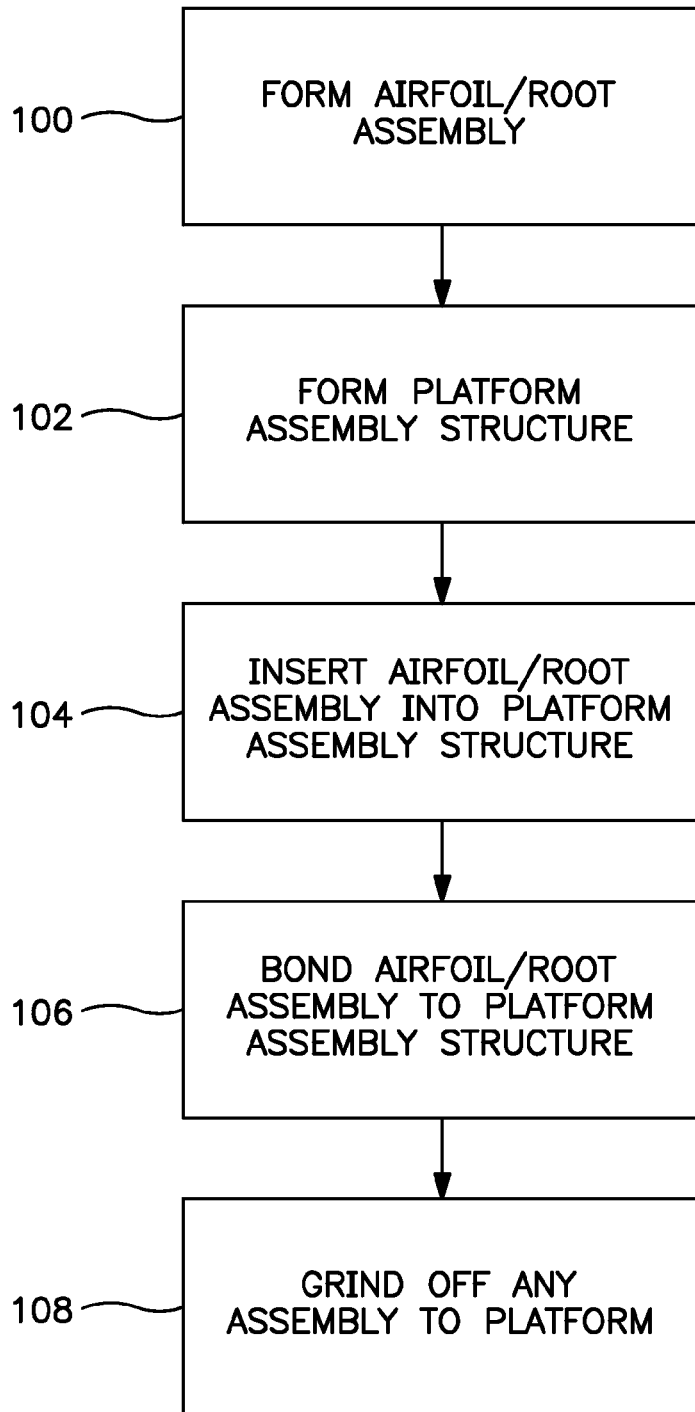 100
FORM AIRFOIL/ROOT
ASSEMBLY
102
FORM PLATFORM
ASSEMBLY STRUCTURE
104
INSERT AIRFOIL/ROOT
ASSEMBLY INTO PLATFORM
ASSEMBLY STRUCTURE
106
BOND AIRFOIL/ROOT
ASSEMBLY TO PLATFORM
ASSEMBLY STRUCTURE
108
GRIND OFF ANY
ASSEMBLY TO PLATFORM